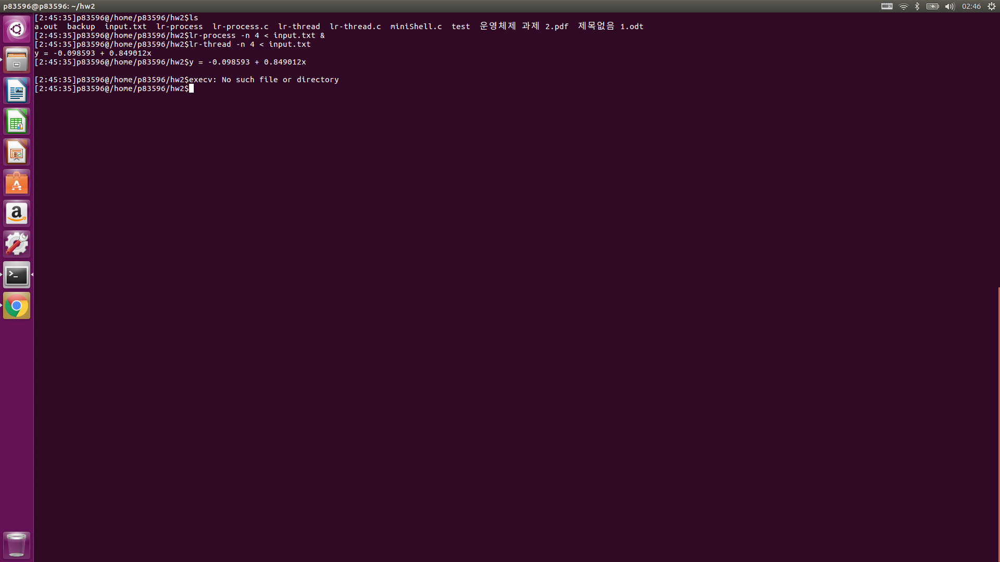 p83596@p83596: ~/hw2
02:46
[2:45:35]p83596@/home/p83596/hw2$ls
a.out  backup  input.txt  lr-process  lr-process.c  lr-thread  lr-thread.c  miniShell.c  test  운영체제 과제 2.pdf  제목없음 1.odt
[2:45:35]p83596@/home/p83596/hw2$lr-process -n 4 < input.txt &
[2:45:35]p83596@/home/p83596/hw2$lr-thread -n 4 < input.txt
y = -0.098593 + 0.849012x
[2:45:35]p83596@/home/p83596/hw2$y = -0.098593 + 0.849012x
[2:45:35]p83596@/home/p83596/hw2$execv: No such file or directory
[2:45:35]p83596@/home/p83596/hw2$